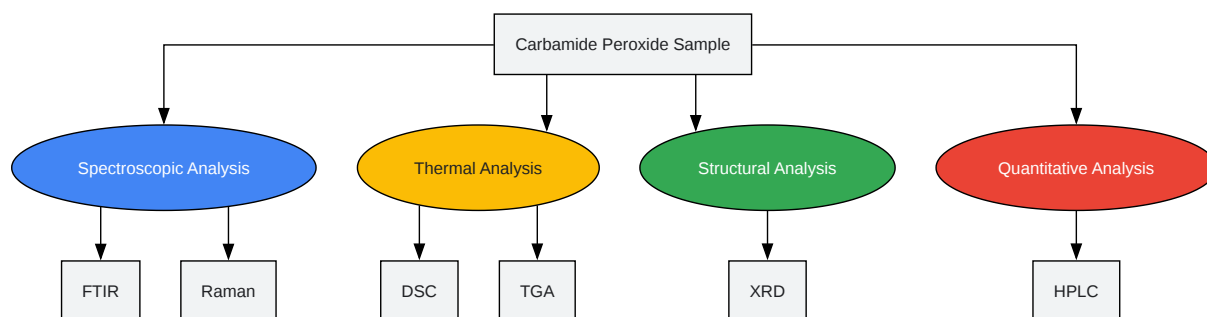 Carbamide Peroxide Sample
Spectroscopic Analysis
Thermal Analysis
Structural Analysis
Quantitative Analysis
FTIR
Raman
DSC
TGA
XRD
HPLC